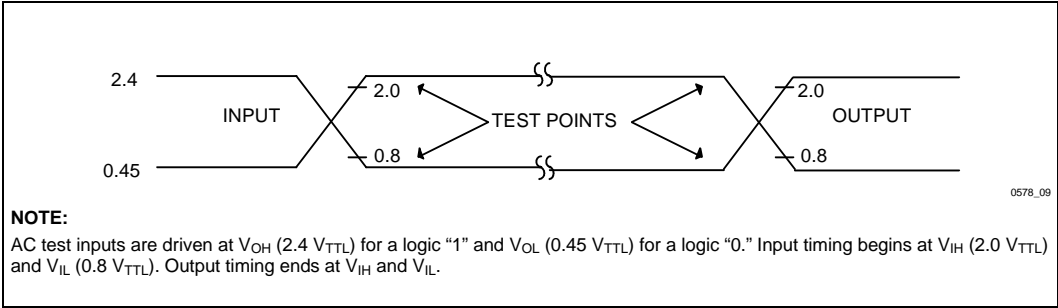 2.4
2.0
2.0
INPUT
TEST POINTS
OUTPUT
0.8
0.8
0.45
0578_09
NOTE:
AC test inputs are driven at VOH (2.4 VTTL) for a logic “1” and VOL (0.45 VTTL) for a logic “0.” Input timing begins at VIH (2.0 VTTL)
and VIL (0.8 VTTL). Output timing ends at VIH and VIL.